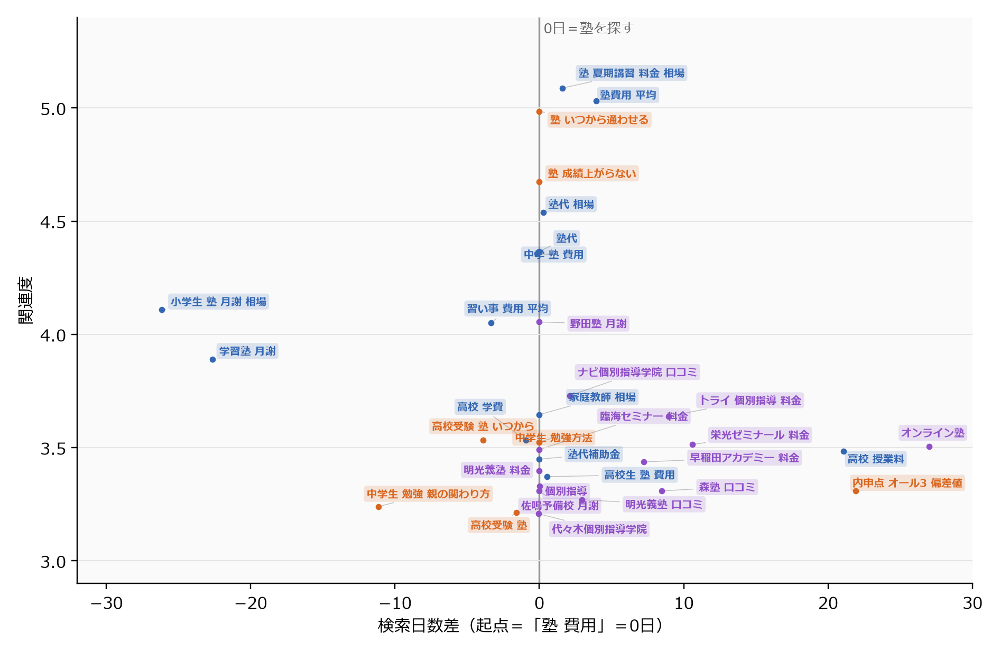 0日＝塾を探す
塾 夏期講習 料金 相場
塾費用 平均
5.0
塾 いつから通わせる
塾 成績上がらない
塾代 相場
4.5
塾代
中学 塾 費用
小学生 塾 月謝 相場
習い事 費用 平均
野田塾 月謝
4.0
学習塾 月謝
ナビ個別指導学院 口コミ
家庭教師 相場
トライ 個別指導 料金
高校 学費
臨海セミナー 料金
高校受験 塾 いつから
オンライン塾
栄光ゼミナール 料金
中学生 勉強方法
3.5
塾代補助金
早稲田アカデミー 料金
高校 授業料
明光義塾 料金
高校生 塾 費用
内申点 オール3 偏差値
森塾 口コミ
個別指導
中学生 勉強 親の関わり方
佐鳴予備校 月謝
明光義塾 口コミ
高校受験 塾
代々木個別指導学院
3.0
関連度
−30
−20
−10
0
10
20
30
検索日数差（起点＝「塾 費用」＝0日）